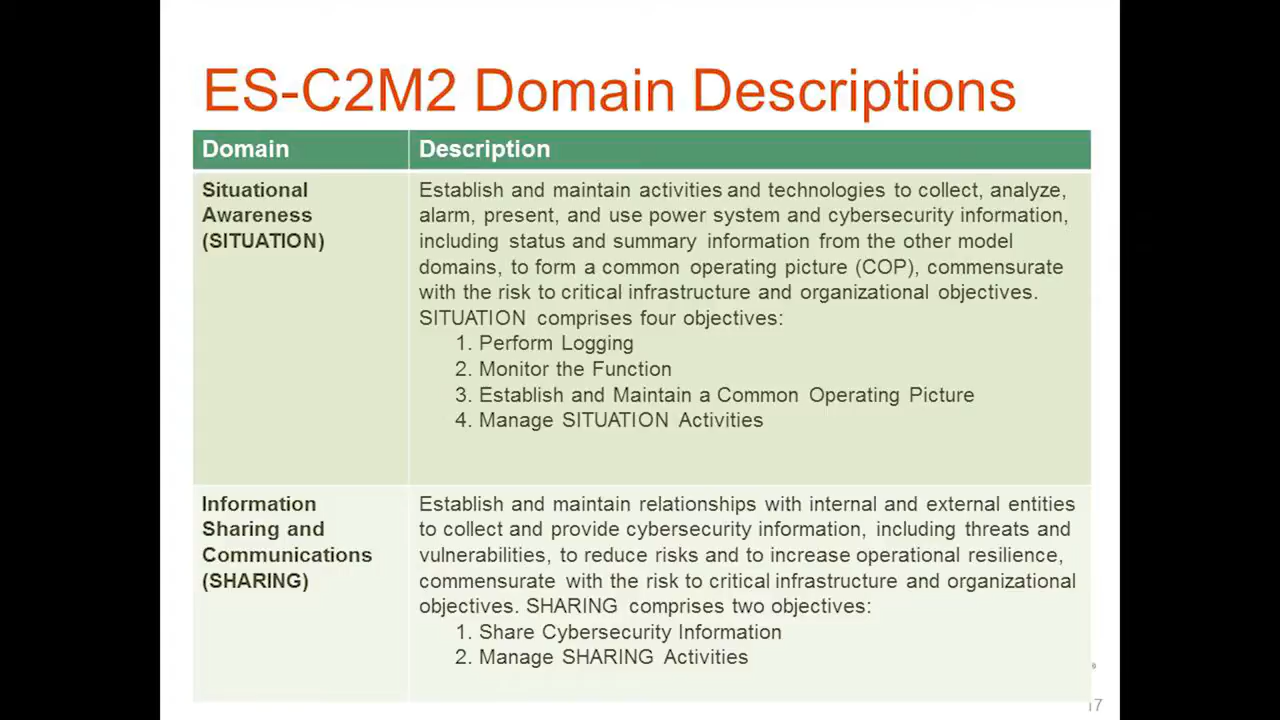 ES-C2M2 Domain Descriptions
Domain
Description
Situational
Awareness
(SITUATION)
Establish and maintain activities and technologies to collect, analyze,
alarm, present, and use power system and cybersecurity information,
including status and summary information from the other model
domains, to form a common operating picture (COP), commensurate
with the risk to critical infrastructure and organizational objectives.
SITUATION comprises four objectives:
1. Perform Logging
2. Monitor the Function
3. Establish and Maintain a Common Operating Picture
4. Manage SITUATION Activities
Information
Sharing and
Communications
(SHARING)
Establish and maintain relationships with internal and external entities
to collect and provide cybersecurity information, including threats and
vulnerabilities, to reduce risks and to increase operational resilience,
commensurate with the risk to critical infrastructure and organizational
objectives. SHARING comprises two objectives:
1. Share Cybersecurity Information
2. Manage SHARING Activities
17